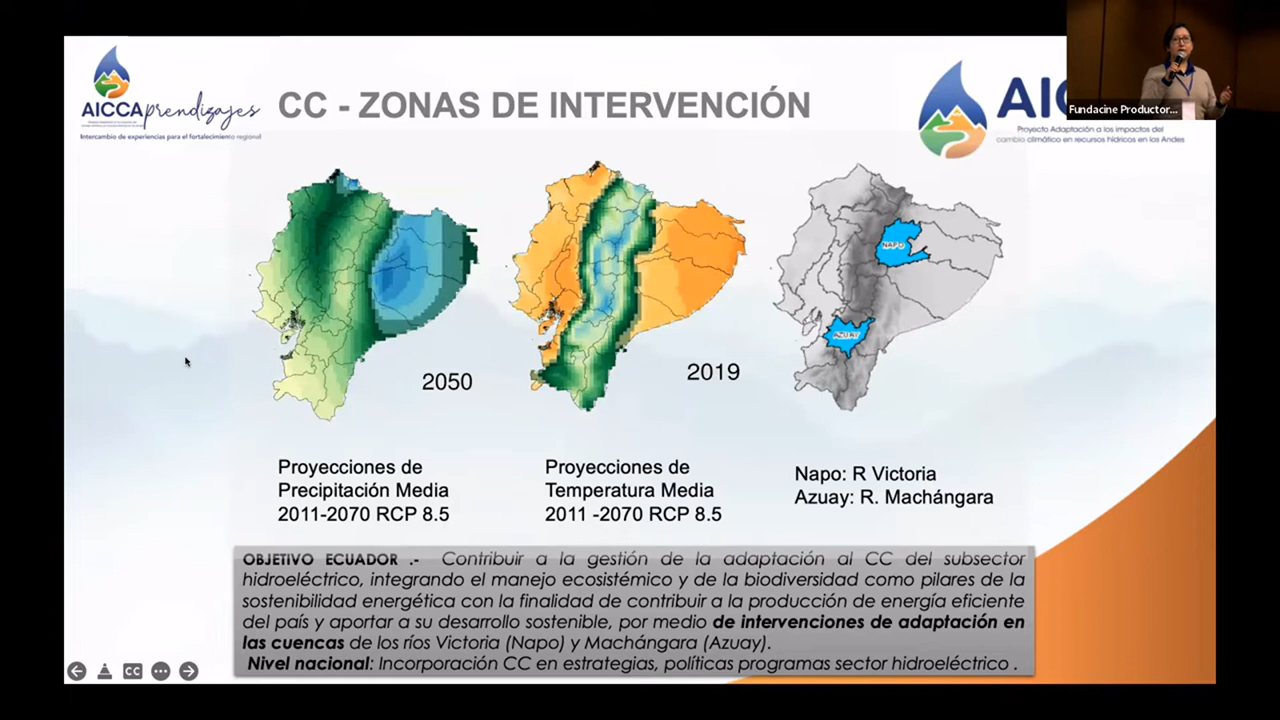 AICCAprendizajes
Intercambio de experiencias para el fortalecimiento regional
CC - ZONAS DE INTERVENCIÓN
Fundacine Productor...
Proyecto Adaptación a los impactos del
cambio climático en recursos hídricos en los Andes
NAPO
AZUAY
2050
2019
Proyecciones de
Precipitación Media
2011-2070 RCP 8.5
Proyecciones de
Temperatura Media
2011 -2070 RCP 8.5
Napo: R Victoria
Azuay: R. Machángara
OBJETIVO ECUADOR .- Contribuir a la gestión de la adaptación al CC del subsector
hidroeléctrico, integrando el manejo ecosistémico y de la biodiversidad como pilares de la
sostenibilidad energética con la finalidad de contribuir a la producción de energía eficiente
del país y aportar a su desarrollo sostenible, por medio de intervenciones de adaptación en
las cuencas de los ríos Victoria (Napo) y Machángara (Azuay).
Nivel nacional: Incorporación CC en estrategias, políticas programas sector hidroeléctrico .
CC